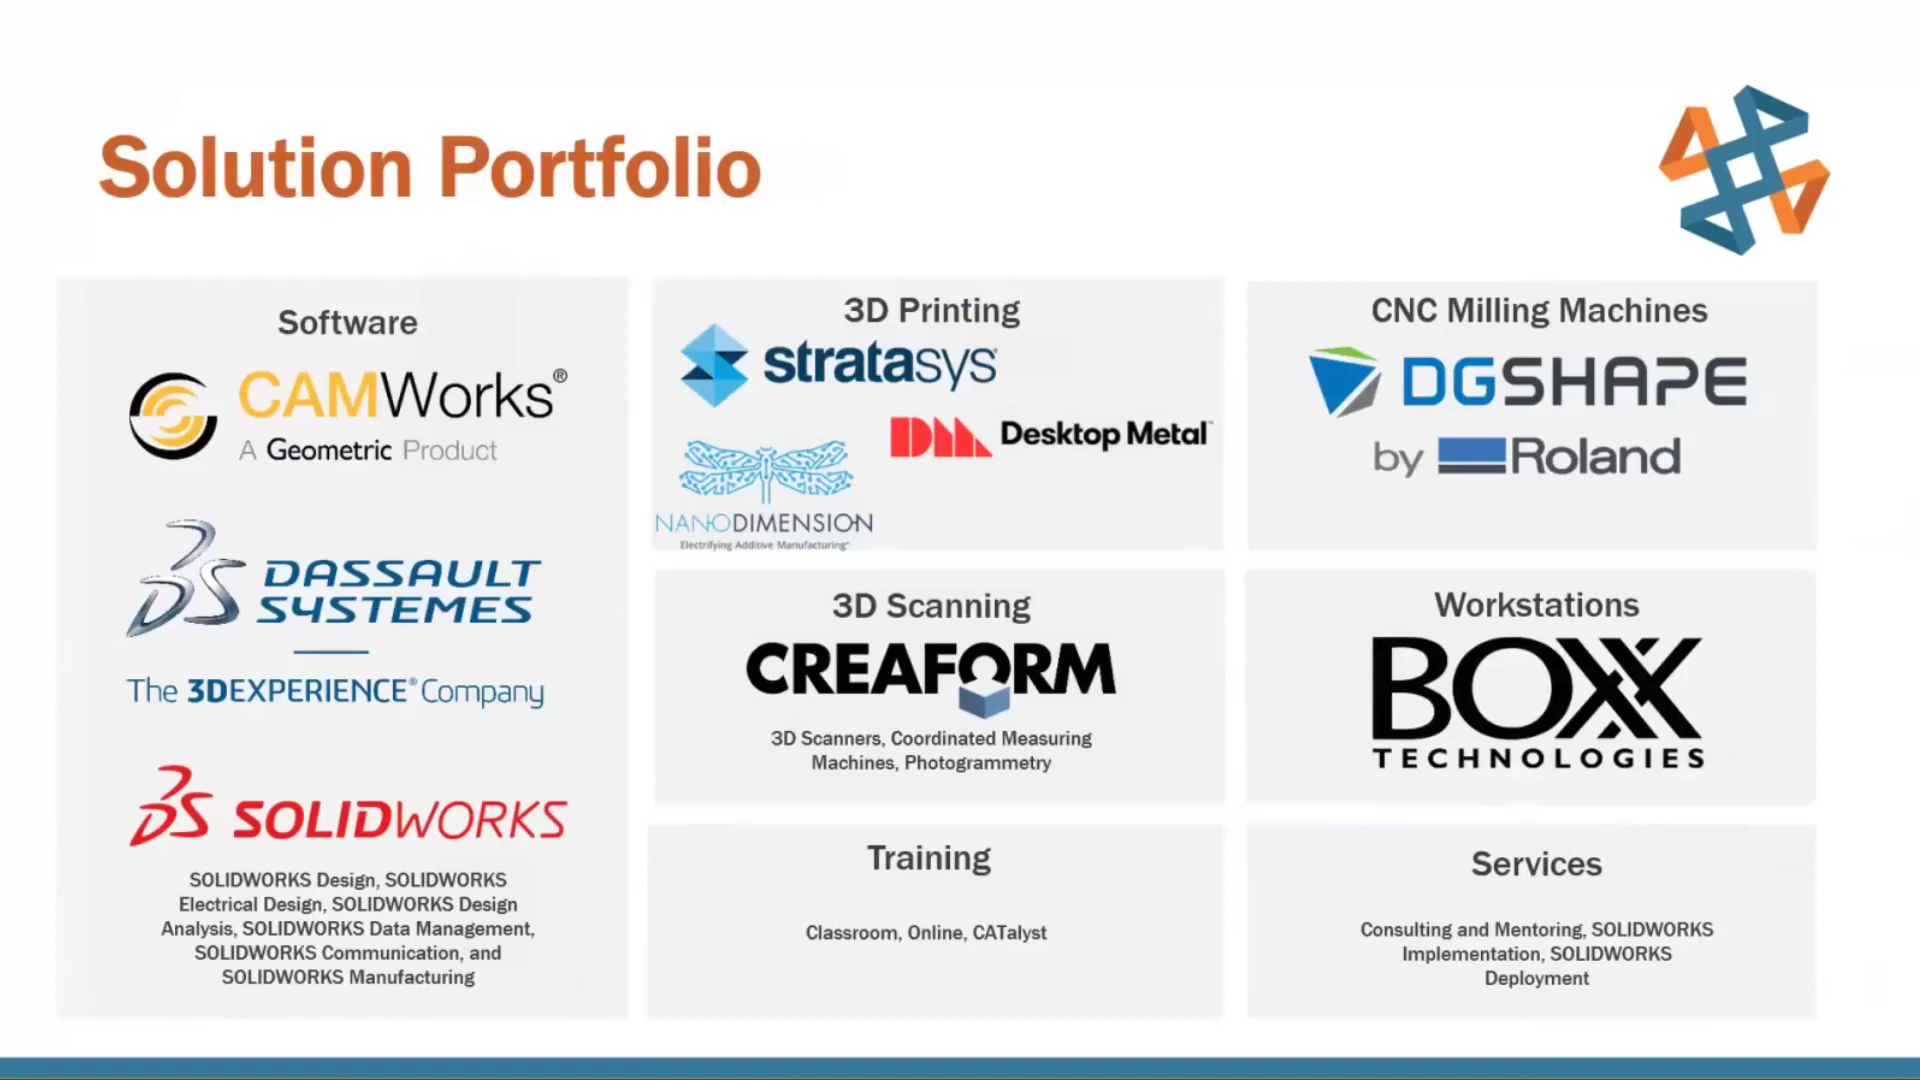 Solution Portfolio
Software
CAMWorks®
A Geometric Product
DASSAULT
SYSTEMES
The 3DEXPERIENCE® Company
SOLIDWORKS
SOLIDWORKS Design, SOLIDWORKS
Electrical Design, SOLIDWORKS Design
Analysis, SOLIDWORKS Data Management,
SOLIDWORKS Communication, and
SOLIDWORKS Manufacturing
3D Printing
stratasys
Desktop Metal
NANODIMENSION
Electrifying Additive Manufacturing
3D Scanning
CREAFORM
3D Scanners, Coordinated Measuring
Machines, Photogrammetry
Training
Classroom, Online, CATalyst
CNC Milling Machines
DGSHAPE
by Roland
Workstations
BOXX
TECHNOLOGIES
Services
Consulting and Mentoring, SOLIDWORKS
Implementation, SOLIDWORKS
Deployment